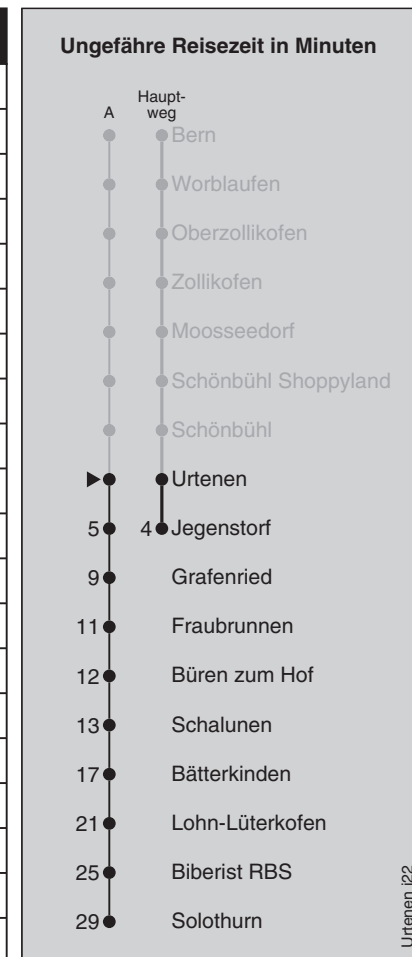 Ungefähre Reisezeit in Minuten
Haupt-
A weg
Bern
Worblaufen
Oberzollikofen
Zollikofen
Moosseedorf
Schönbühl Shoppyland
Schönbühl
Urtenen
5 4 Jegenstorf
9 Grafenried
11 Fraubrunnen
12 Büren zum Hof
13 Schalunen
17 Bätterkinden
21 Lohn-Lüterkofen
25 Biberist RBS
29 Solothurn
Urtenen j22